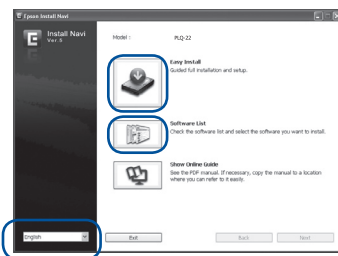 Epson Install Navi
Install Navi
Ver.3
Model :
PLQ-22
Easy Install
Guided full installation and setup.
Software List
Check the software list and select the software you want to install.
Show Online Guide
See the PDF manual. If necessary, copy the manual to a location
where you can refer to it easily.
English
Exit
Back
Next